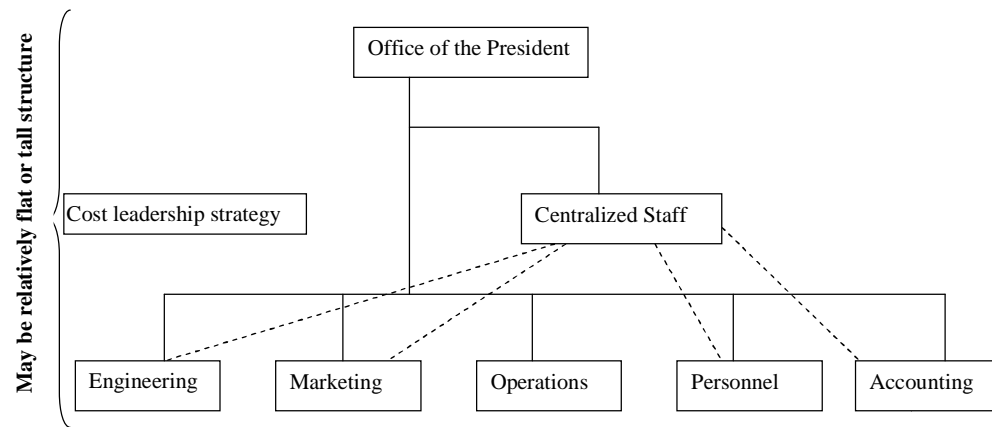 May be relatively flat or tall structure
Office of the President
Cost leadership strategy
Centralized Staff
Engineering
Marketing
Operations
Personnel
Accounting